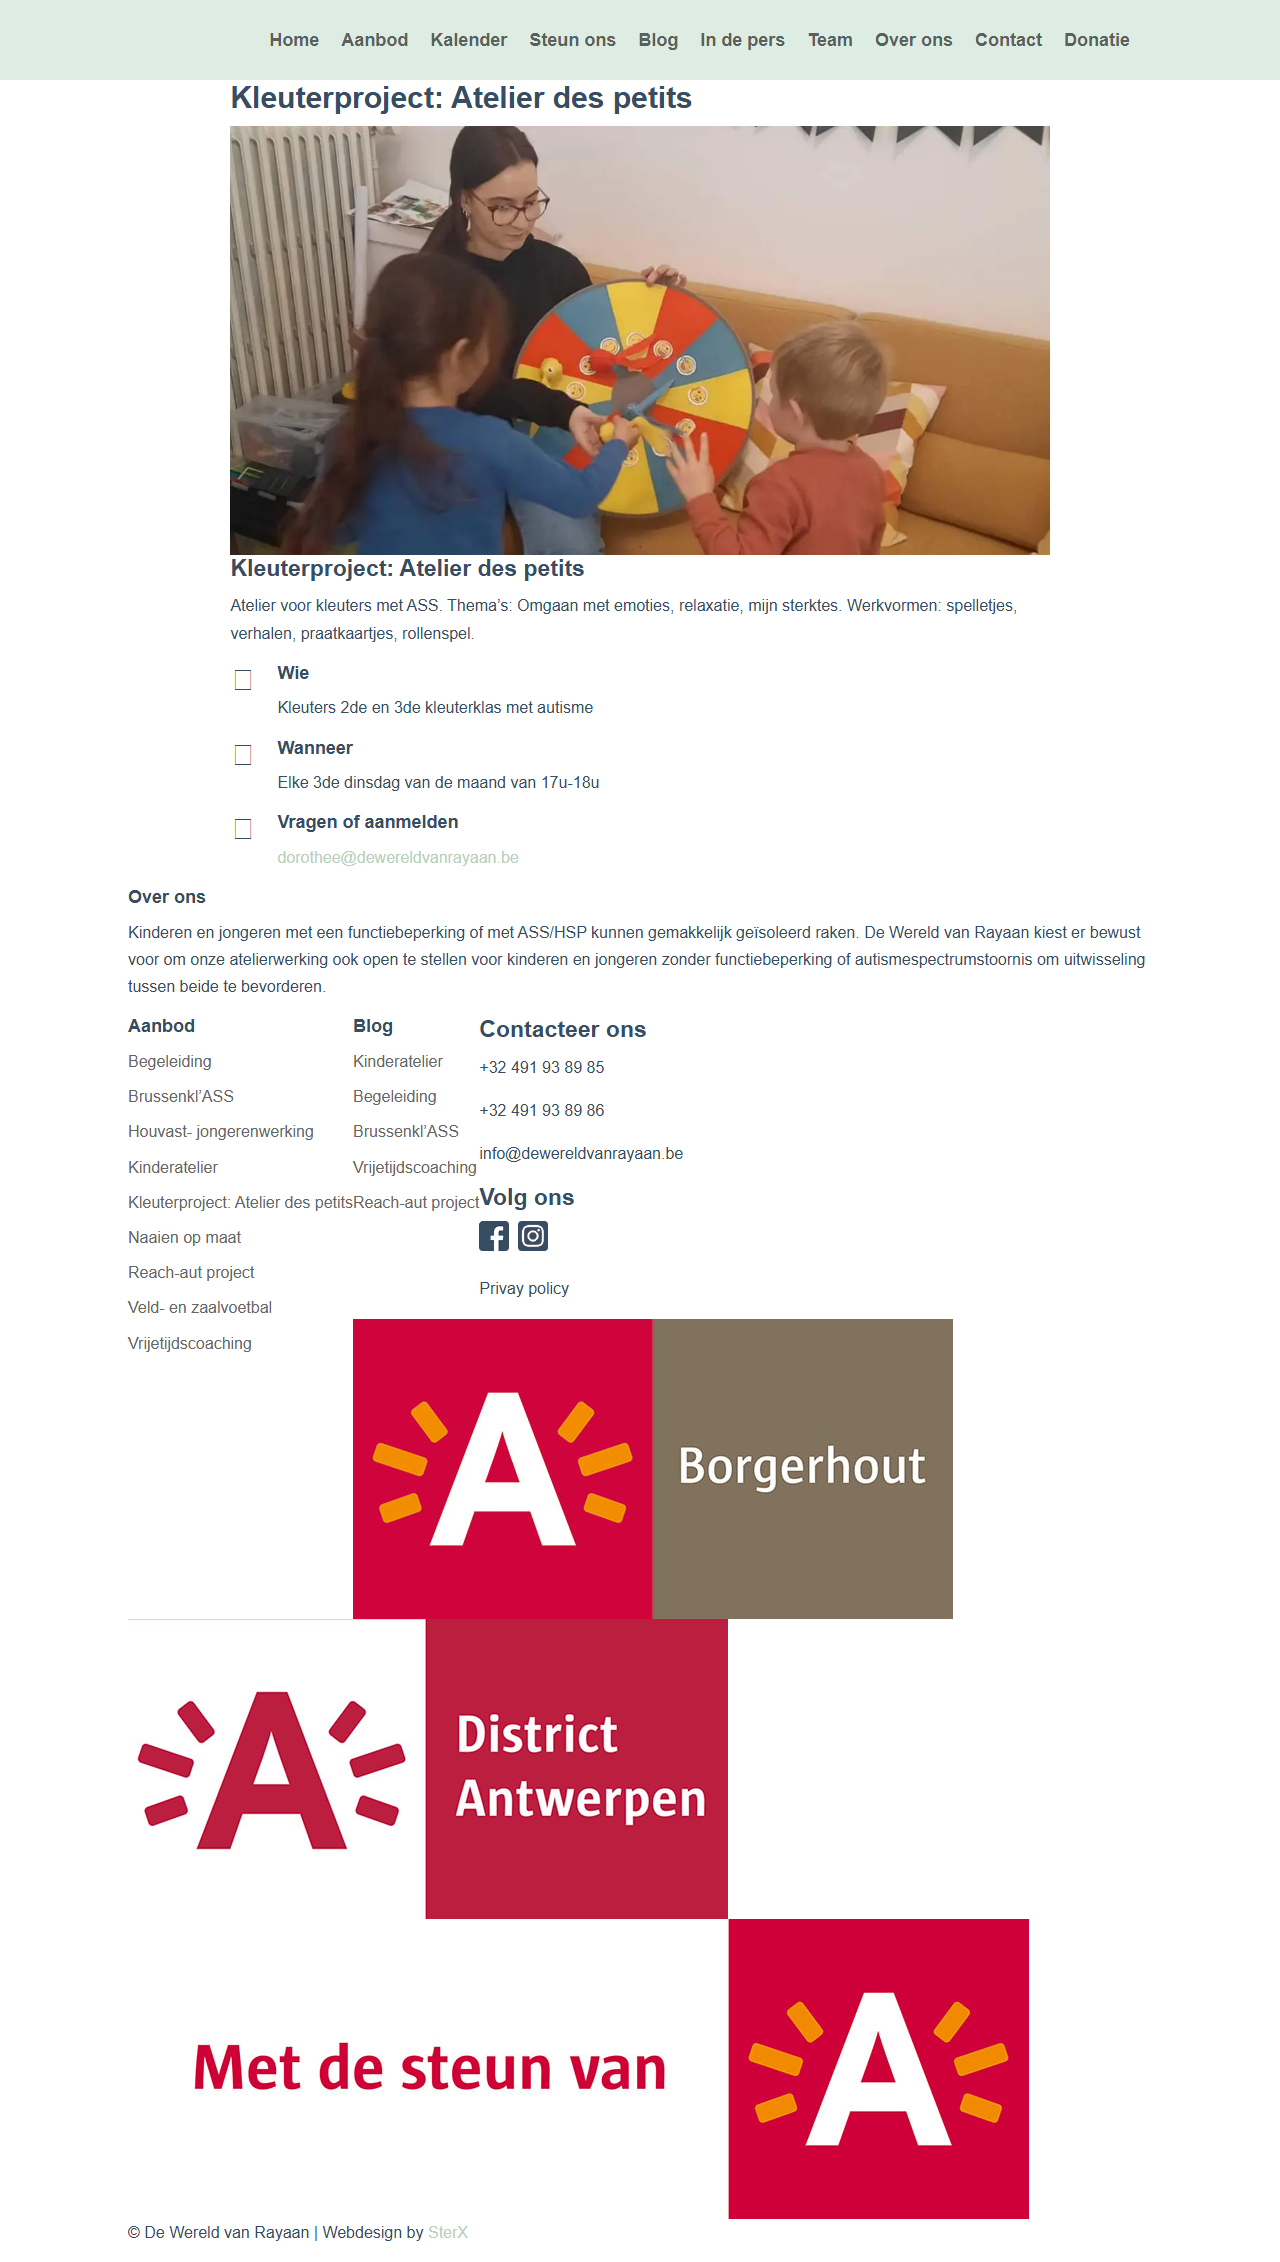 Home Aanbod Kalender Steun ons Blog In de pers Team Over ons Contact Donatie
Kleuterproject: Atelier des petits
Kleuterproject: Atelier des petits
Atelier voor kleuters met ASS. Thema’s: Omgaan met emoties, relaxatie, mijn sterktes. Werkvormen: spelletjes,
verhalen, praatkaartjes, rollenspel.
Wie
Kleuters 2de en 3de kleuterklas met autisme
Wanneer
Elke 3de dinsdag van de maand van 17u-18u
Vragen of aanmelden
dorothee@dewereldvanrayaan.be
Over ons
Kinderen en jongeren met een functiebeperking of met ASS/HSP kunnen gemakkelijk geïsoleerd raken. De Wereld van Rayaan kiest er bewust
voor om onze atelierwerking ook open te stellen voor kinderen en jongeren zonder functiebeperking of autismespectrumstoornis om uitwisseling
tussen beide te bevorderen.
Aanbod
Begeleiding
Brussenkl’ASS
Houvast- jongerenwerking
Kinderatelier
Kleuterproject: Atelier des petits
Naaien op maat
Reach-aut project
Veld- en zaalvoetbal
Vrijetijdscoaching
Blog
Kinderatelier
Begeleiding
Brussenkl’ASS
Vrijetijdscoaching
Reach-aut project
Contacteer ons
+32 491 93 89 85
+32 491 93 89 86
info@dewereldvanrayaan.be
Volg ons
Privay policy
A Borgerhout
A District
Antwerpen
Met de steun van A
© De Wereld van Rayaan | Webdesign by SterX